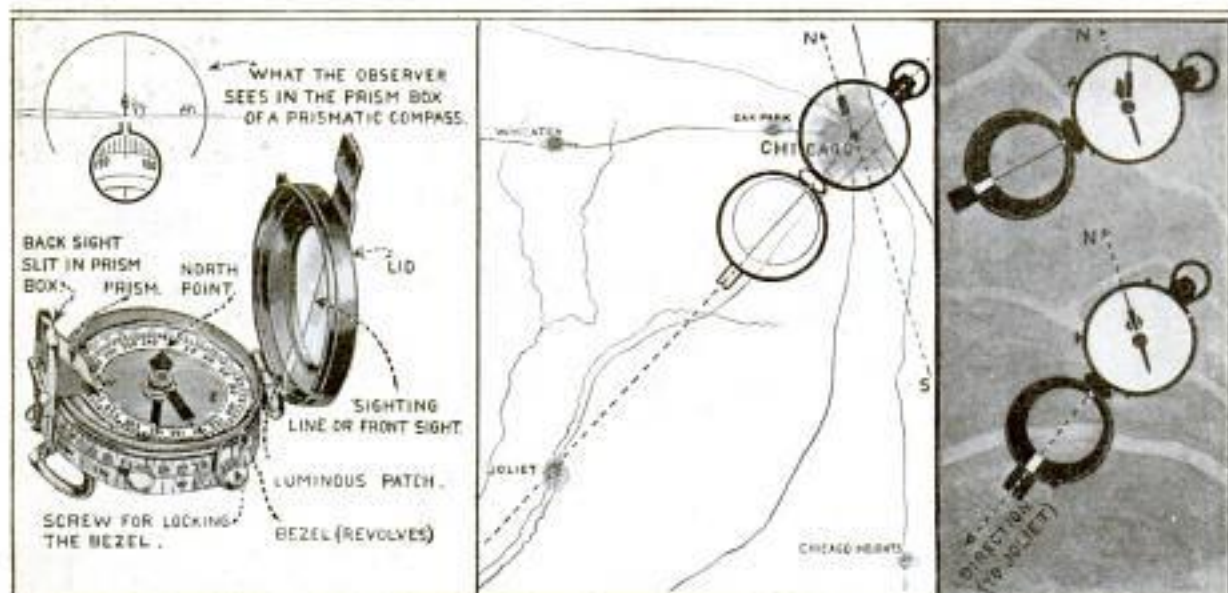 WHAT THE OBSERVER
SEES IN THE PRISM BOX
OF A PRISMATIC COMPASS.
BACK SIGHT
SLIT IN PRISM
BOX.
PRISM.
NORTH
POINT.
LID
SIGHTING
LINE OR FRONT SIGHT.
LUMINOUS PATCH.
SCREW FOR LOCKING
THE BEZEL.
BEZEL (REVOLVES)
N
WHEATON
OAK PARK
CHICAGO
S
JOLIET
CHICAGO HEIGHTS
N
N
DIRECTION
(TO JOLIET)